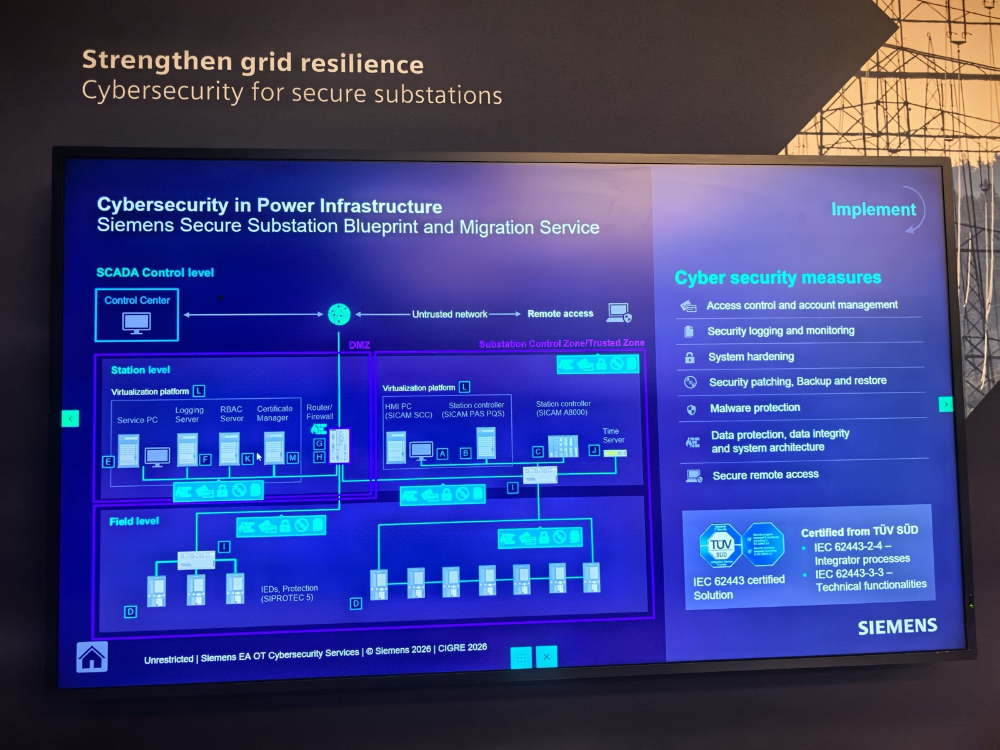 Strengthen grid resilience
Cybersecurity for secure substations
Cybersecurity in Power Infrastructure
Siemens Secure Substation Blueprint and Migration Service
Implement
SCADA Control level
Control Center
Untrusted network
Remote access
DMZ
Substation Control Zone/Trusted Zone
Station level
Virtualization platform L
Service PC
Logging
Server
RBAC
Server
Certificate
Manager
Router/
Firewall
E
F
K
M
G
H
Virtualization platform L
HMI PC
(SICAM SCC)
Station controller
(SICAM PAS PQS)
Station controller
(SICAM A8000)
Time
Server
A
B
C
J
I
Field level
I
D
IEDs, Protection
(SIPROTEC 5)
D
Cyber security measures
Access control and account management
Security logging and monitoring
System hardening
Security patching, Backup and restore
Malware protection
Data protection, data integrity
and system architecture
Secure remote access
TÜV
SÜD
IEC 62443 certified
Solution
Certified from TÜV SÜD
• IEC 62443-2-4 –
Integrator processes
• IEC 62443-3-3 –
Technical functionalities
SIEMENS
Unrestricted | Siemens EA OT Cybersecurity Services | © Siemens 2026 | CIGRE 2026